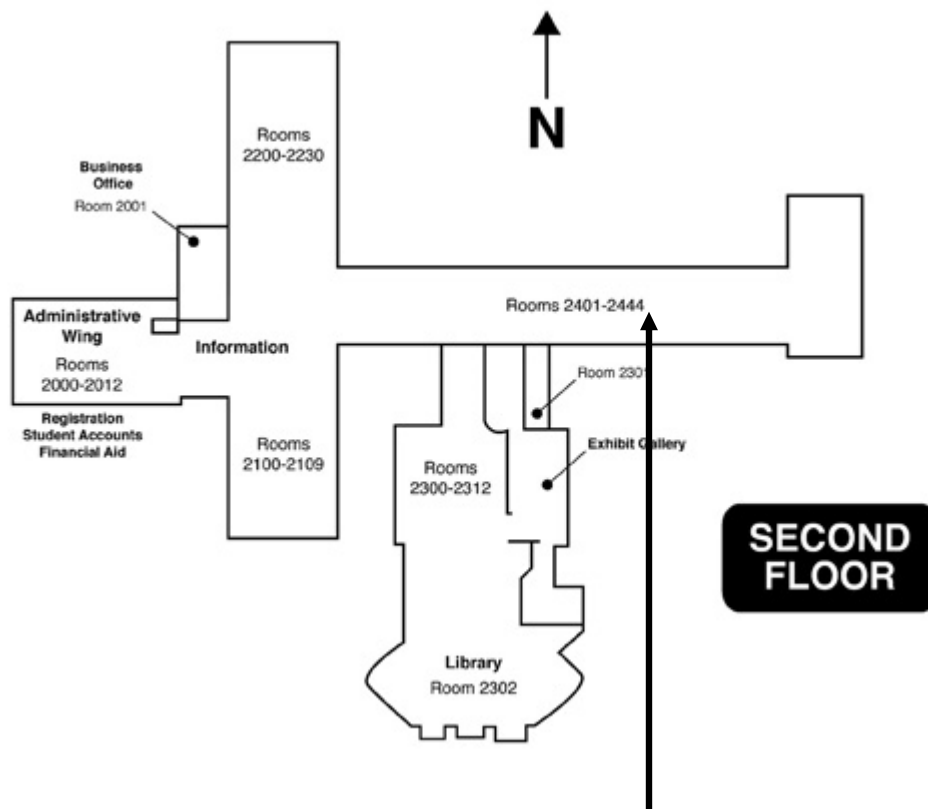 N
Rooms
2200-2230
Business
Office
Room 2001
Rooms 2401-2444
Administrative
Wing
Rooms
2000-2012
Information
Registration
Student Accounts
Financial Aid
Rooms
2100-2109
Room 2301
Exhibit Gallery
Rooms
2300-2312
SECOND
FLOOR
Library
Room 2302